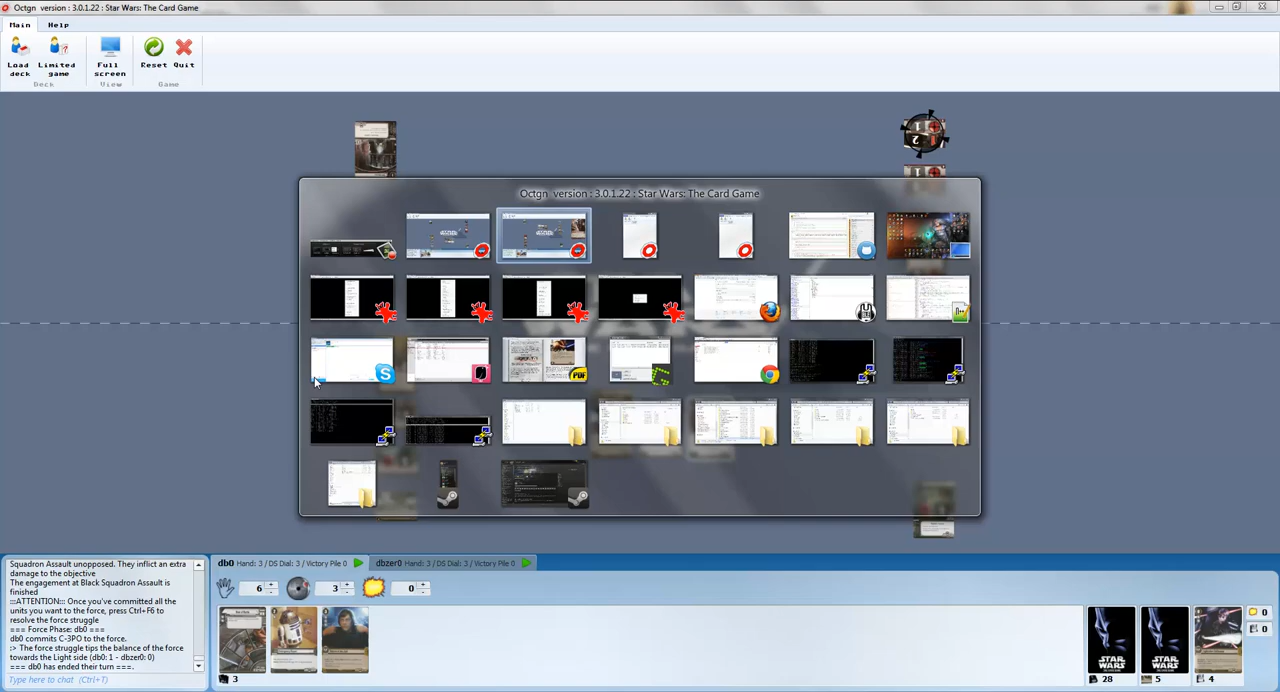 Octgn version : 3.0.1.22 : Star Wars: The Card Game
Main Help
Load deck
Limited game
Full screen
Reset Quit
Deck View Game
Octgn version : 3.0.1.22 : Star Wars: The Card Game
Squadron Assault unopposed. They inflict an extra
damage to the objective
The engagement at Black Squadron Assault is
finished
:::ATTENTION::: Once you've committed all the
units you want to the force, press Ctrl+F6 to
resolve the force struggle
=== Force Phase: db0 ===
db0 commits C-3PO to the force.
:> The force struggle tips the balance of the force
towards the Light side (db0: 1 - dbzer0: 0)
=== db0 has ended their turn ===.
Type here to chat (Ctrl+T)
db0 Hand: 3 / DS Dial: 3 / Victory Pile 0
dbzer0: Hand: 3 / DS Dial: 3 / Victory Pile 0
6 3 0
3
STAR WARS
STAR WARS
28 5 4
0
0
PDF
S